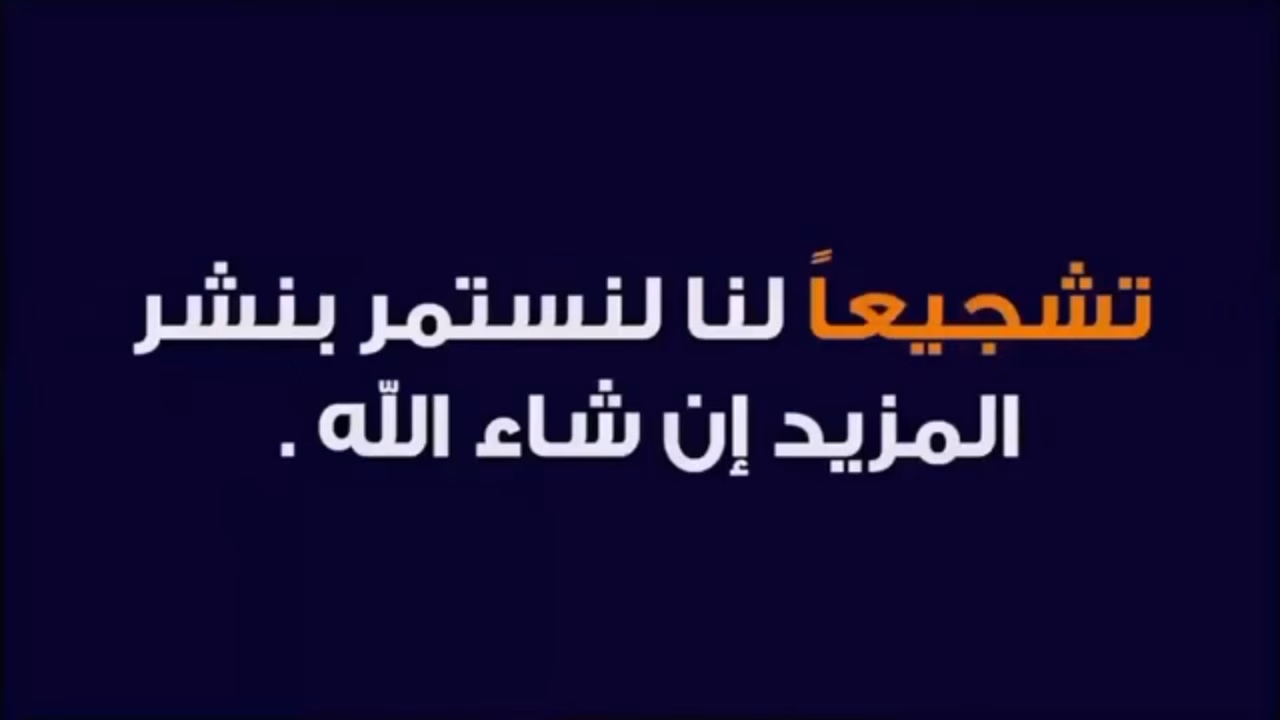 تشجيعاً لنا لنستمر بنشر
المزيد إن شاء اللّه .